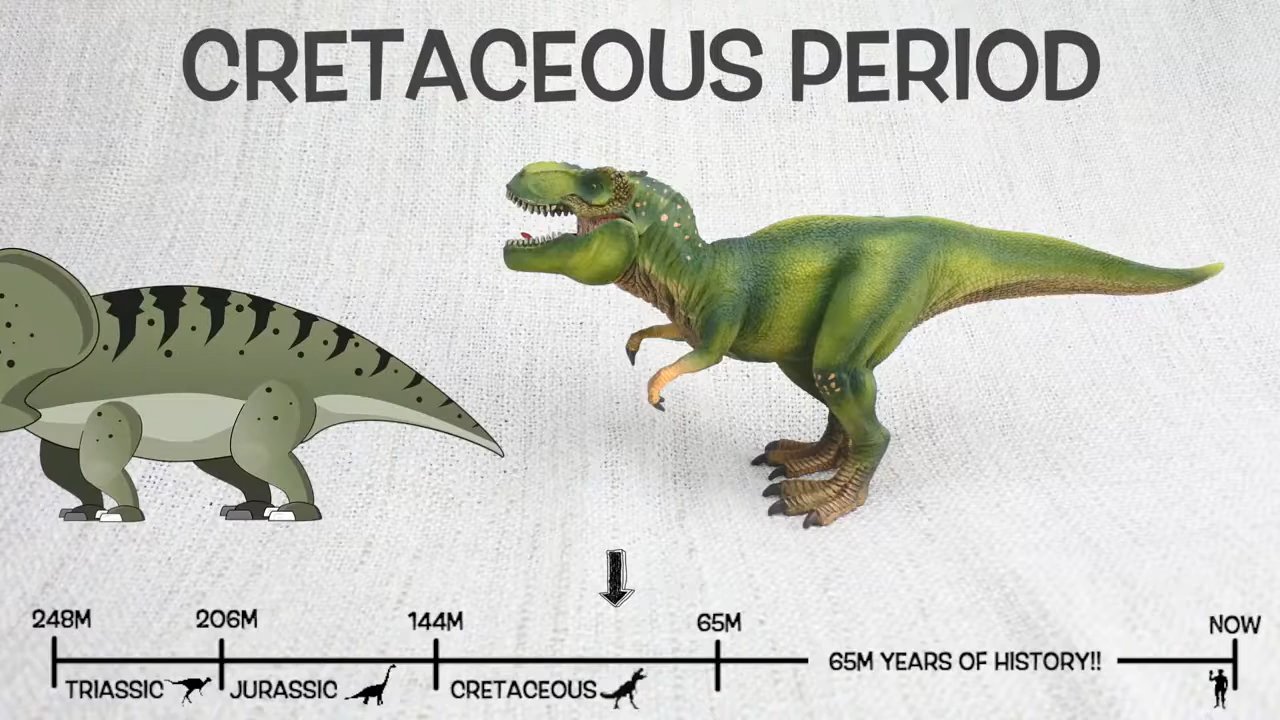 CRETACEOUS PERIOD
248M 206M 144M 65M NOW
65M YEARS OF HISTORY!!
TRIASSIC JURASSIC CRETACEOUS